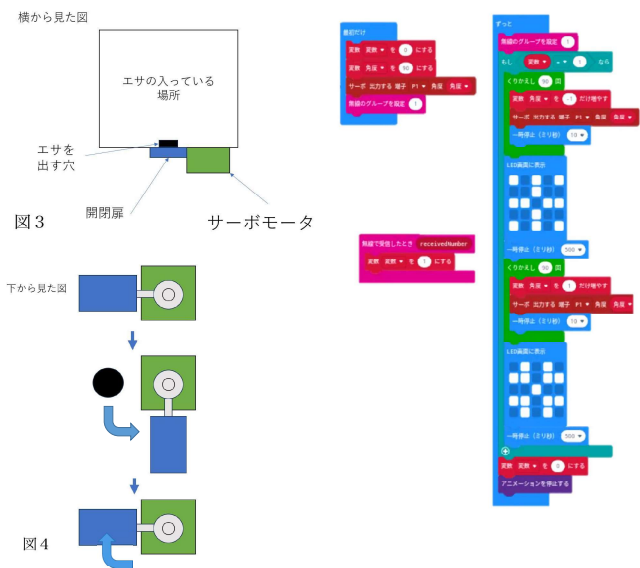 横から見た図
エサの入っている
場所
エサを
出す穴
開閉扉
サーボモータ
図3
下から見た図
図4
最初だけ
変数 変数 を 0 にする
変数 角度 を 90 にする
サーボ 出力する 端子 P1 角度 角度
無線のグループを設定 1
無線で受信したとき receivedNumber
変数 変数 を 1 にする
ずっと
無線のグループを設定 1
もし 変数 = 1 なら
くりかえし 90 回
変数 角度 を -1 だけ増やす
サーボ 出力する 端子 P1 角度 角度
一時停止（ミリ秒） 10
LED画面に表示
一時停止（ミリ秒） 500
くりかえし 90 回
変数 角度 を 1 だけ増やす
サーボ 出力する 端子 P1 角度 角度
一時停止（ミリ秒） 10
LED画面に表示
一時停止（ミリ秒） 500
変数 変数 を 0 にする
アニメーションを停止する